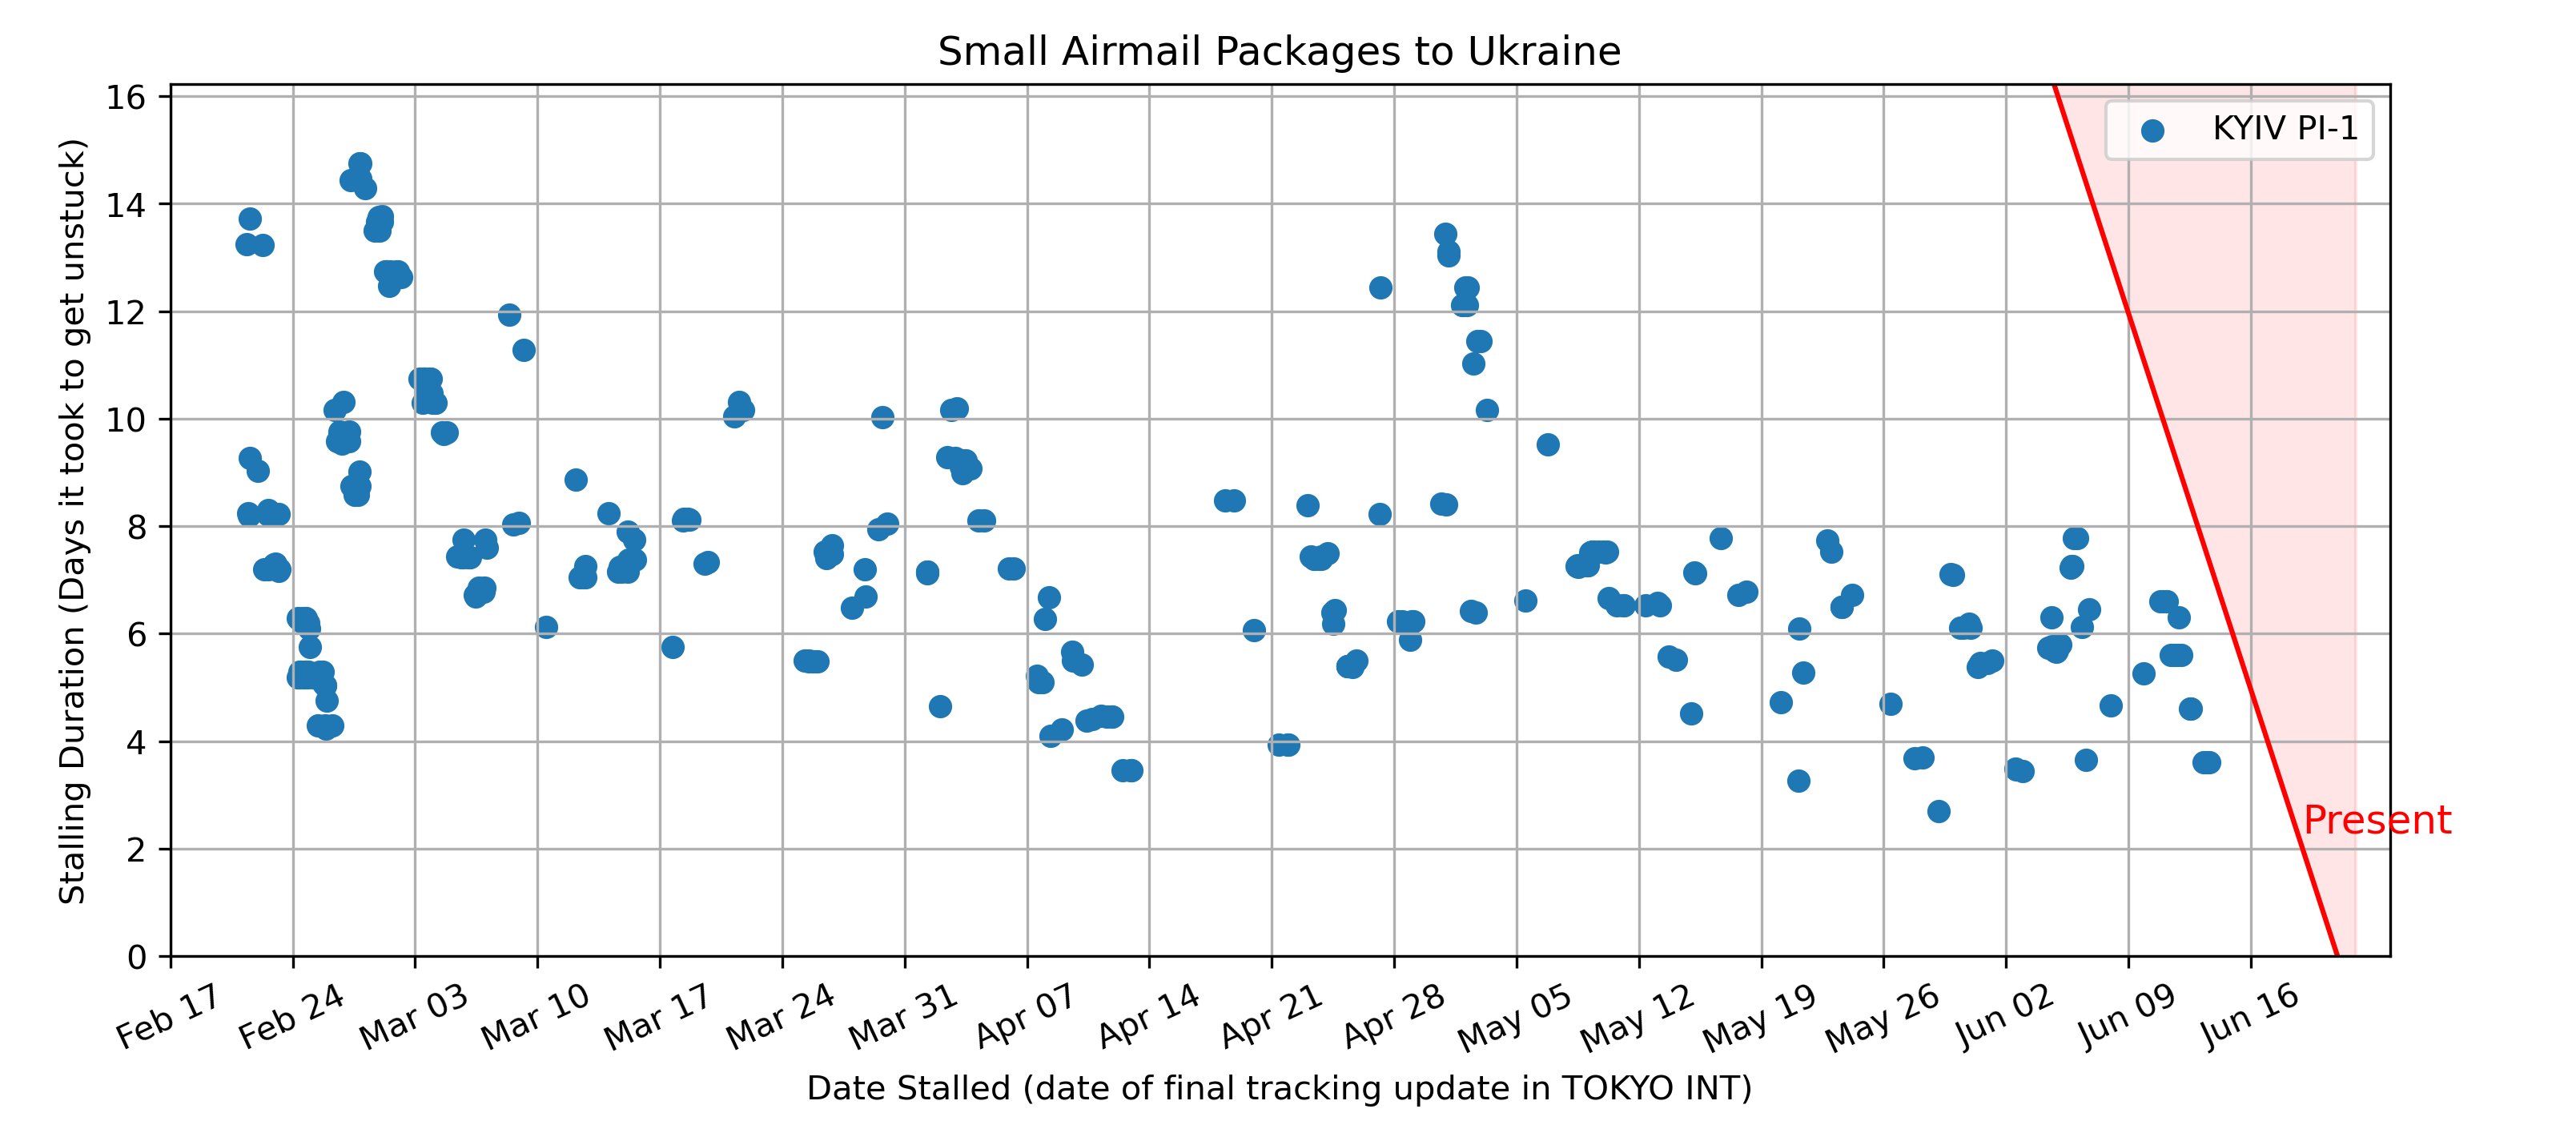 Small Airmail Packages to Ukraine
16
14
12
10
8
6
4
2
0
Stalling Duration (Days it took to get unstuck)
KYIV PI-1
Present
Feb 17
Feb 24
Mar 03
Mar 10
Mar 17
Mar 24
Mar 31
Apr 07
Apr 14
Apr 21
Apr 28
May 05
May 12
May 19
May 26
Jun 02
Jun 09
Jun 16
Date Stalled (date of final tracking update in TOKYO INT)